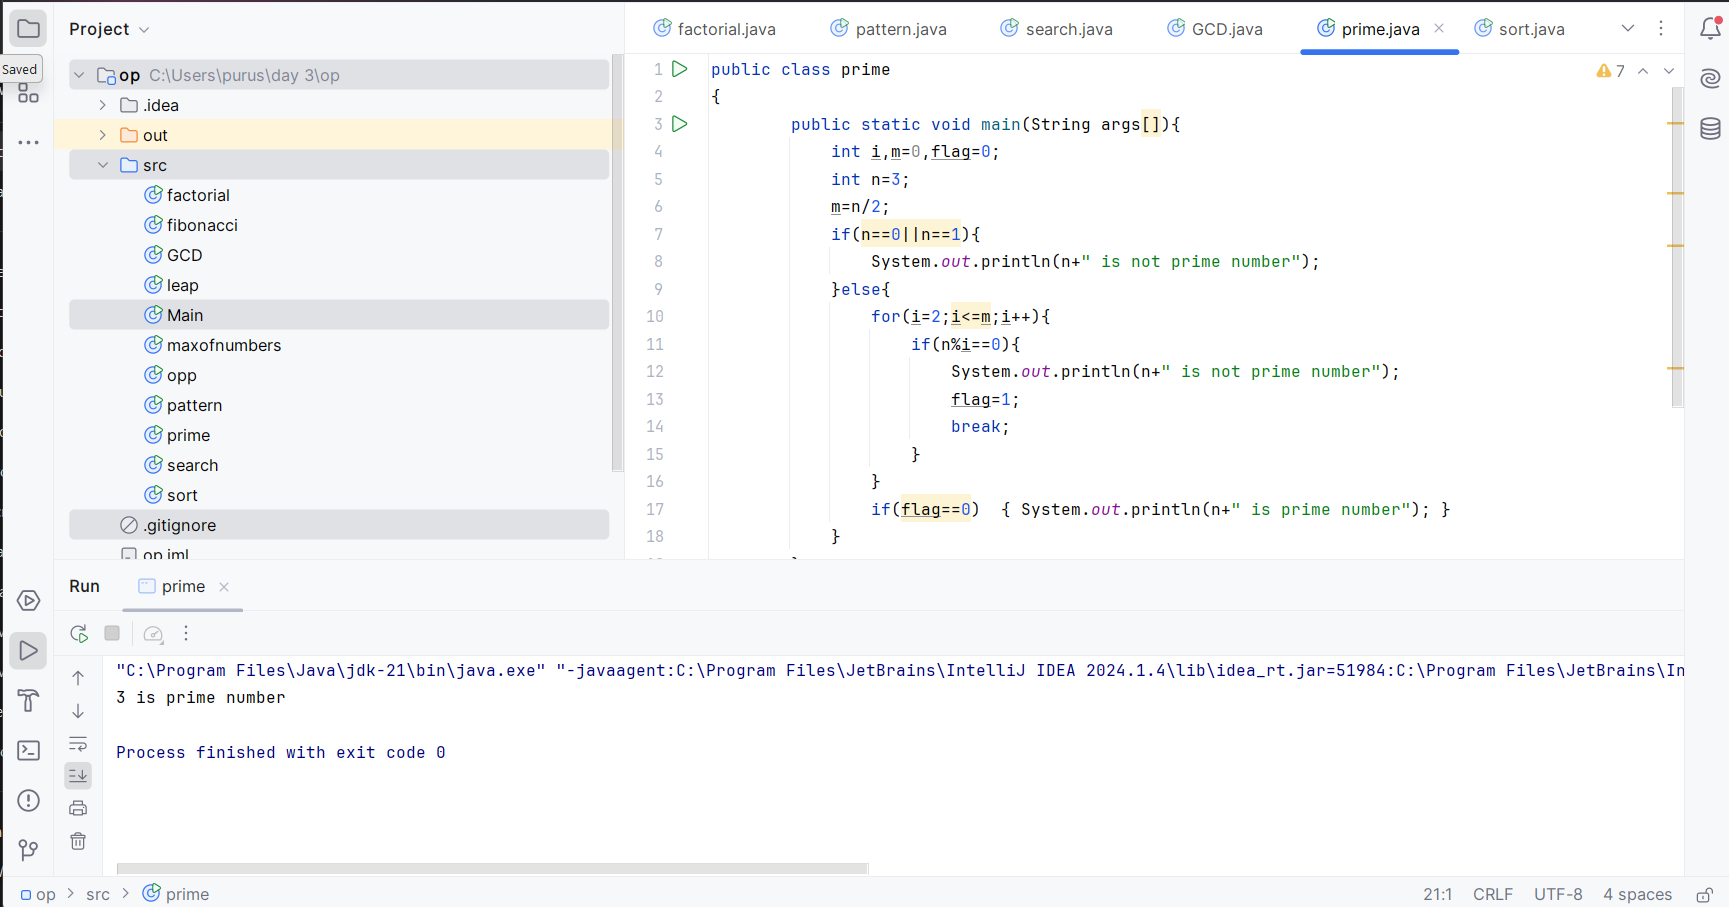 Project
factorial.java
pattern.java
search.java
GCD.java
prime.java
sort.java
Saved
op C:\Users\purus\day 3\op
.idea
out
src
factorial
fibonacci
GCD
leap
Main
maxofnumbers
opp
pattern
prime
search
sort
.gitignore
op.iml
7
1 public class prime
2 {
3 public static void main(String args[]){
4 int i,m=0,flag=0;
5 int n=3;
6 m=n/2;
7 if(n==0||n==1){
8 System.out.println(n+" is not prime number");
9 }else{
10 for(i=2;i<=m;i++){
11 if(n%i==0){
12 System.out.println(n+" is not prime number");
13 flag=1;
14 break;
15 }
16 }
17 if(flag==0) { System.out.println(n+" is prime number"); }
18 }
Run prime
"C:\Program Files\Java\jdk-21\bin\java.exe" "-javaagent:C:\Program Files\JetBrains\IntelliJ IDEA 2024.1.4\lib\idea_rt.jar=51984:C:\Program Files\JetBrains\In
3 is prime number
Process finished with exit code 0
op > src > prime
21:1 CRLF UTF-8 4 spaces